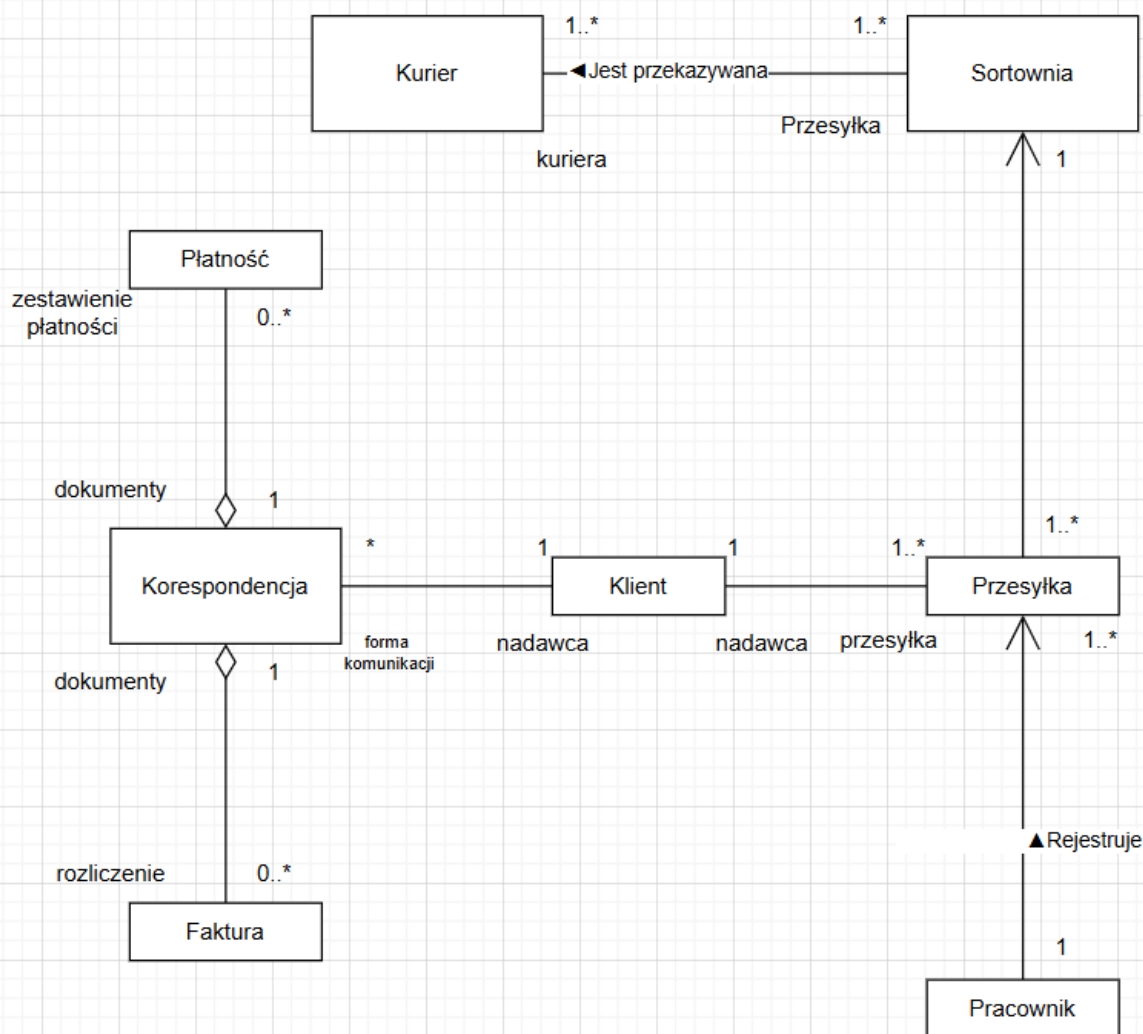 1..*
1..*
Kurier
◄Jest przekazywana
Sortownia
Przesyłka
kuriera
1
Płatność
zestawienie
płatności
0..*
dokumenty
1
1..*
*
1
1
1..*
Korespondencja
Klient
Przesyłka
forma
komunikacji
nadawca
nadawca
przesyłka
1..*
dokumenty
1
▲Rejestruje
rozliczenie
0..*
Faktura
1
Pracownik